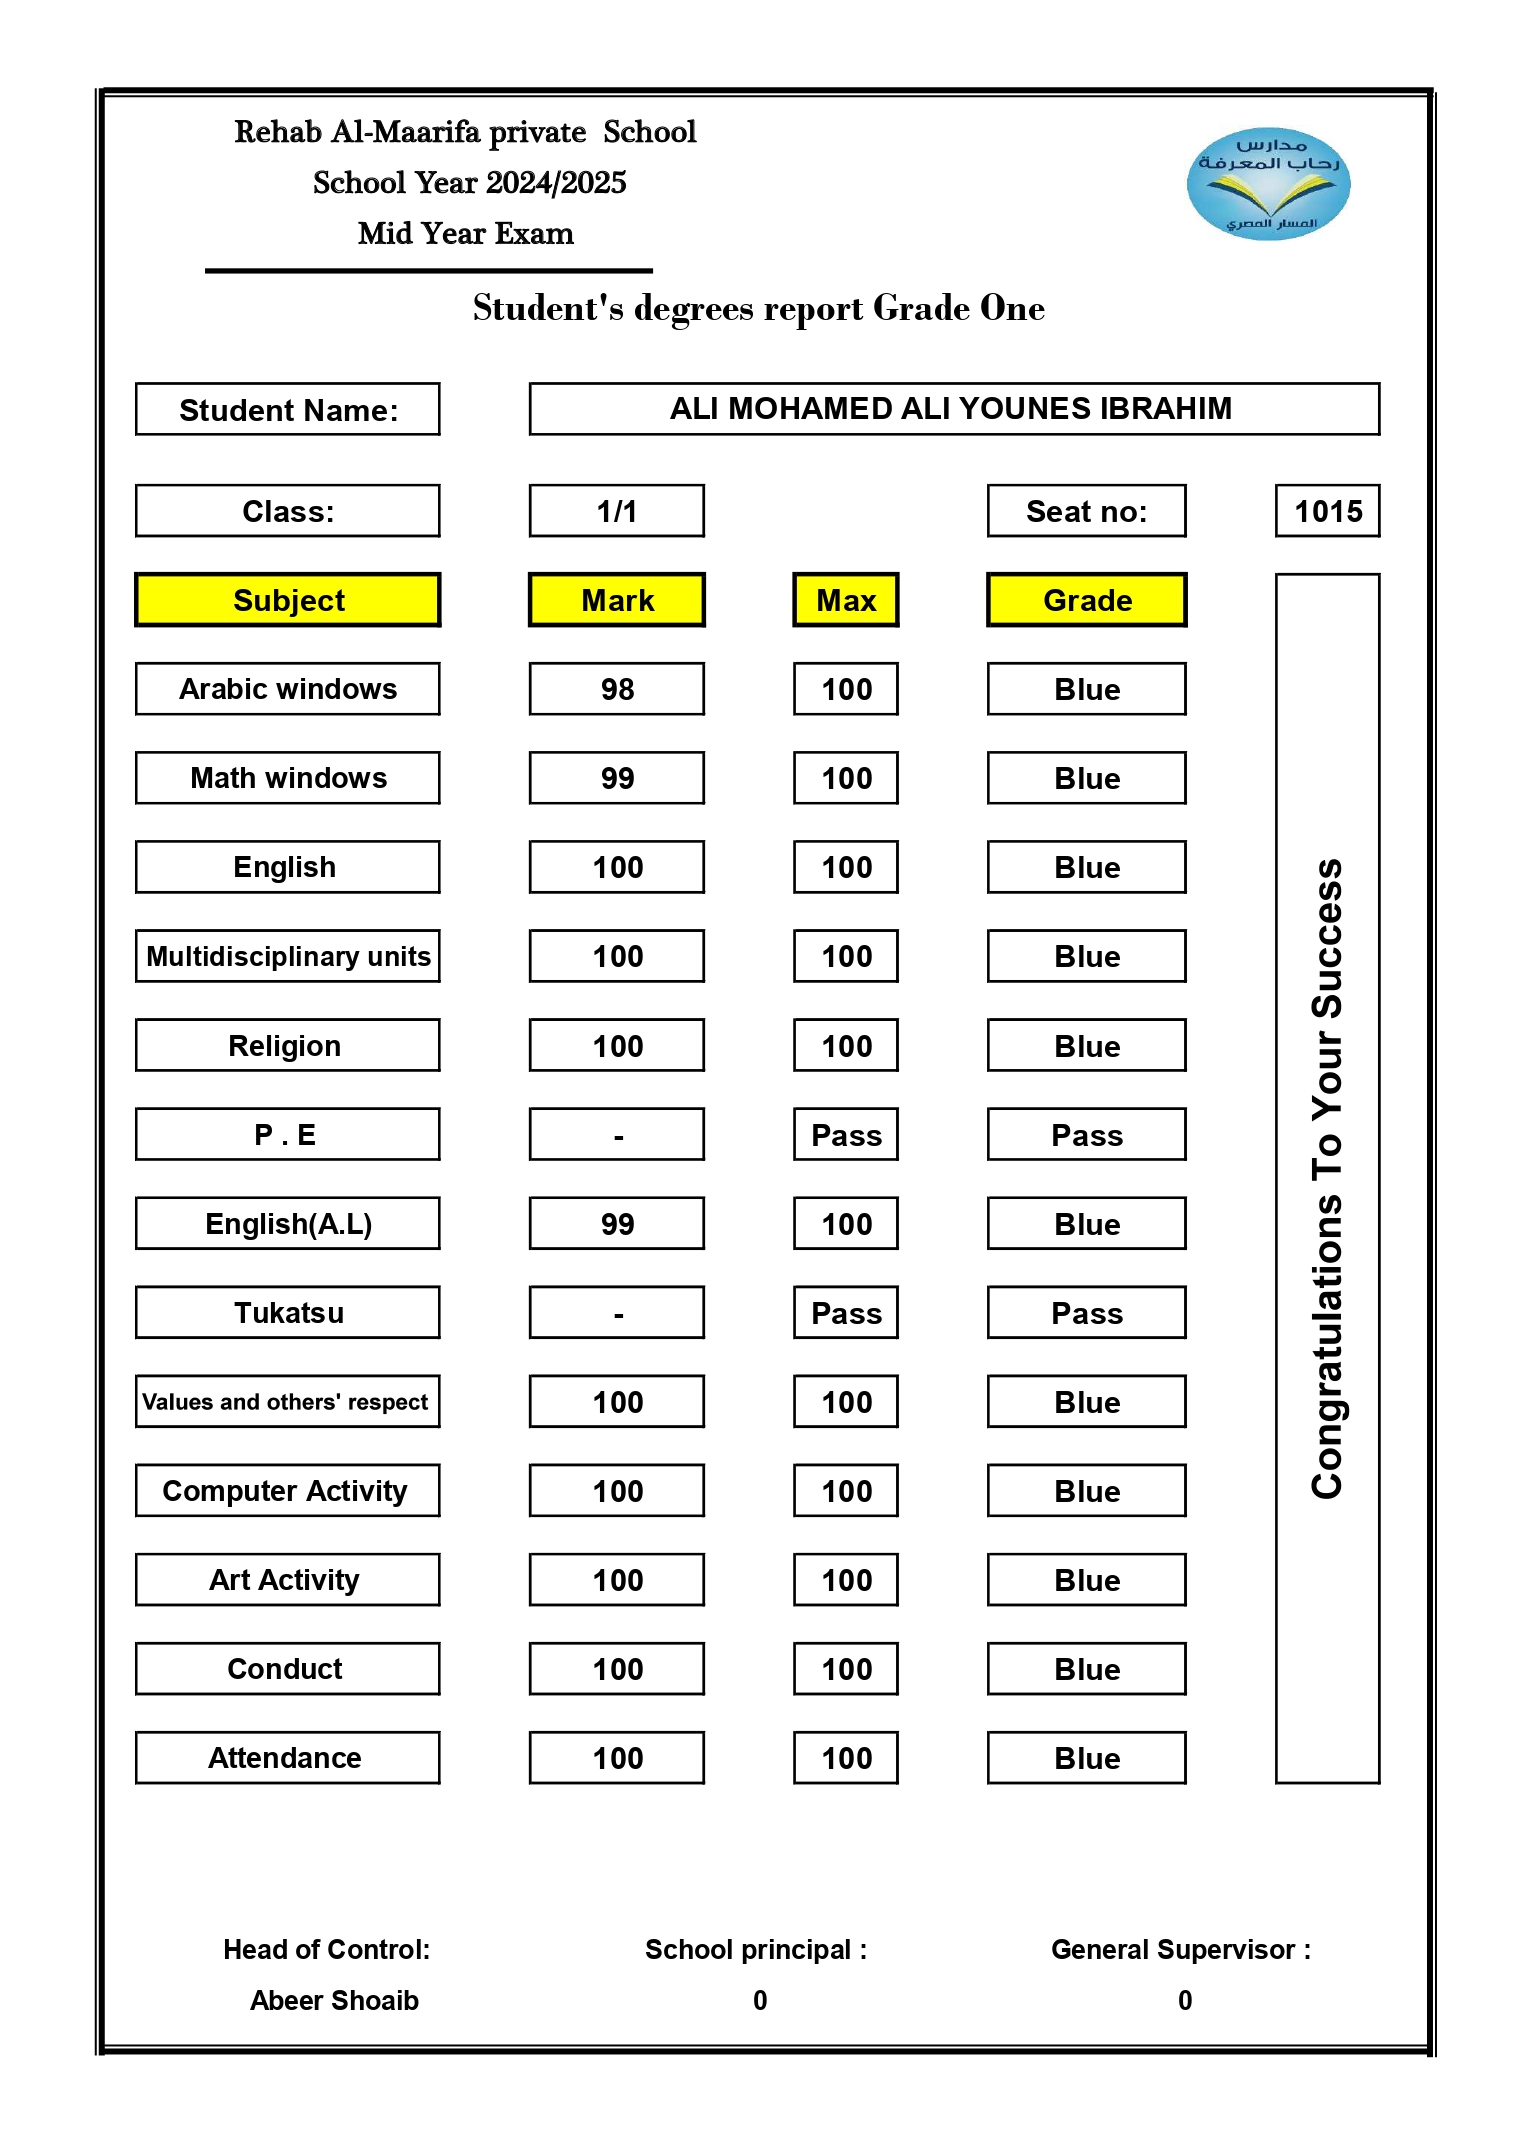 Rehab Al-Maarifa private School
School Year 2024/2025
Mid Year Exam
مدارس
رحاب المعرفة
المسار المصري
Student's degrees report Grade One
Student Name: ALI MOHAMED ALI YOUNES IBRAHIM
Class: 1/1 Seat no: 1015
Subject Mark Max Grade
Arabic windows 98 100 Blue
Math windows 99 100 Blue
English 100 100 Blue
Multidisciplinary units 100 100 Blue
Religion 100 100 Blue
P . E - Pass Pass
English(A.L) 99 100 Blue
Tukatsu - Pass Pass
Values and others' respect 100 100 Blue
Computer Activity 100 100 Blue
Art Activity 100 100 Blue
Conduct 100 100 Blue
Attendance 100 100 Blue
Congratulations To Your Success
Head of Control: School principal : General Supervisor :
Abeer Shoaib 0 0